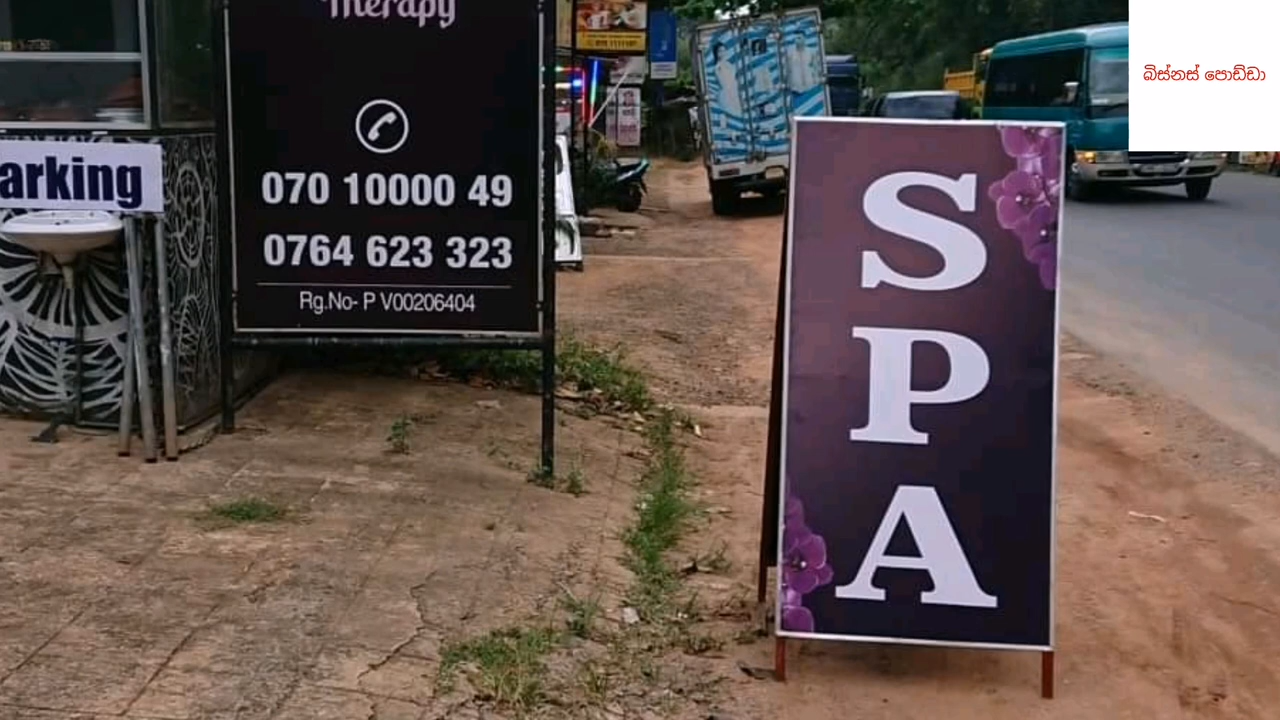 Therapy
070 10000 49
0764 623 323
Rg.No- P V00206404
arking
SPA
බිස්නස් පොඩ්ඩා